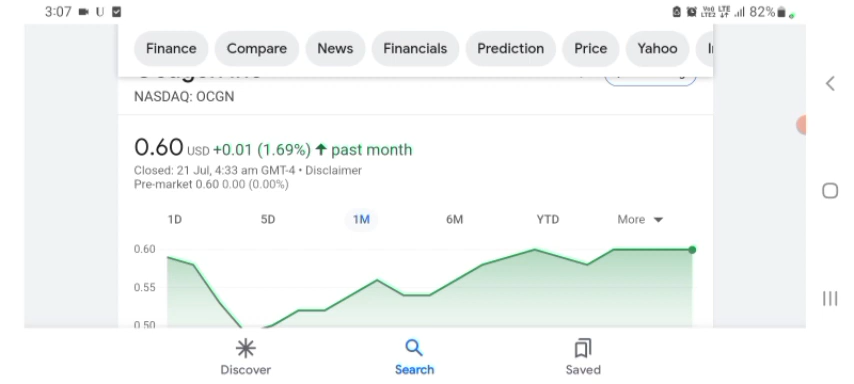 3:07 U 82%
Finance Compare News Financials Prediction Price Yahoo
NASDAQ: OCGN
0.60 USD +0.01 (1.69%) ↑ past month
Closed: 21 Jul, 4:33 am GMT-4 • Disclaimer
Pre-market 0.60 0.00 (0.00%)
1D 5D 1M 6M YTD More
0.60
0.55
0.50
Discover Search Saved